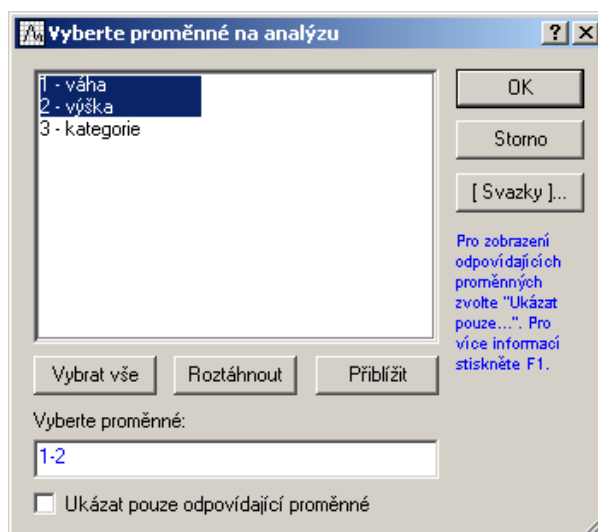 Vyberte proměnné na analýzu
1 - váha
2 - výška
3 - kategorie
OK
Storno
[ Svazky ]...
Pro zobrazení
odpovídajících
proměnných
zvolte "Ukázat
pouze...". Pro
více informací
stiskněte F1.
Vybrat vše
Roztáhnout
Přiblížit
Vyberte proměnné:
1-2
Ukázat pouze odpovídající proměnné